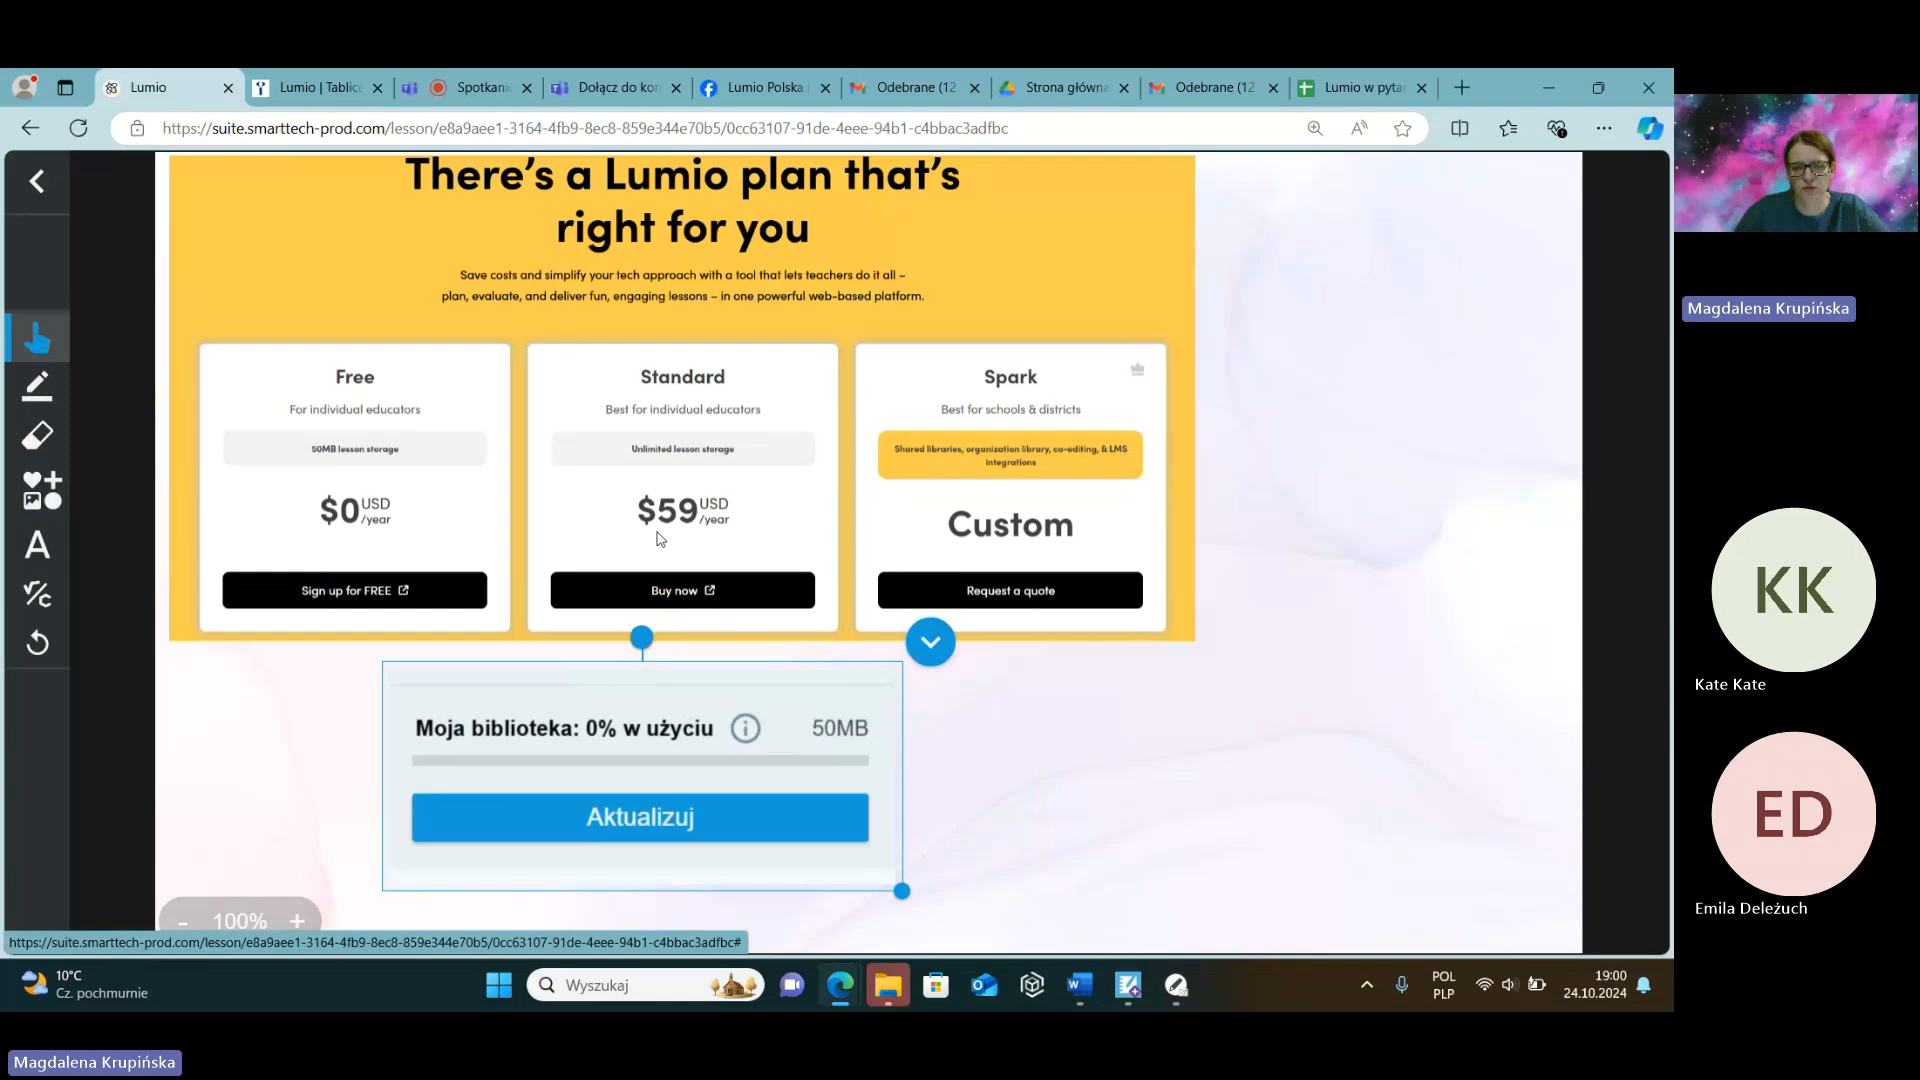 Lumio
Lumio | Tablic
Spotkani
Dołącz do kon
Lumio Polska |
Odebrane (12
Strona główna
Odebrane (12
Lumio w pytan
https://suite.smarttech-prod.com/lesson/e8a9aee1-3164-4fb9-8ec8-859e344e70b5/0cc63107-91de-4eee-94b1-c4bbac3adfbc
There's a Lumio plan that's
right for you
Save costs and simplify your tech approach with a tool that lets teachers do it all –
plan, evaluate, and deliver fun, engaging lessons – in one powerful web-based platform.
Free
For individual educators
50MB lesson storage
$0 USD
/year
Sign up for FREE
Standard
Best for individual educators
Unlimited lesson storage
$59 USD
/year
Buy now
Spark
Best for schools & districts
Shared libraries, organization library, co-editing, & LMS
integrations
Custom
Request a quote
Moja biblioteka: 0% w użyciu 50MB
Aktualizuj
- 100% +
https://suite.smarttech-prod.com/lesson/e8a9aee1-3164-4fb9-8ec8-859e344e70b5/0cc63107-91de-4eee-94b1-c4bbac3adfbc#
10°C
Cz. pochmurnie
Wyszukaj
POL
PLP
19:00
24.10.2024
Magdalena Krupińska
KK
Kate Kate
ED
Emila Deleżuch
Magdalena Krupińska